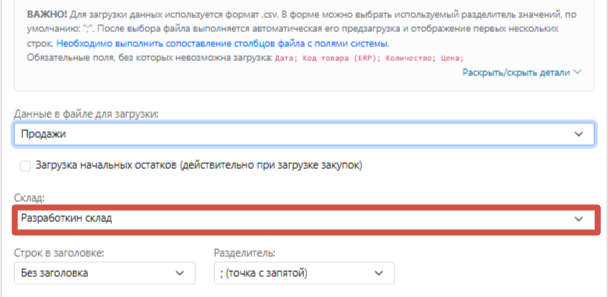 ВАЖНО! Для загрузки данных используется формат .csv. В форме можно выбрать используемый разделитель значений, по
умолчанию: ";". После выбора файла выполняется автоматическая его предзагрузка и отображение первых нескольких
строк. Необходимо выполнить сопоставление столбцов файла с полями системы.
Обязательные поля, без которых невозможна загрузка: Дата; Код товара (ERP); Количество; Цена;
Раскрыть/скрыть детали
Данные в файле для загрузки:
Продажи
Загрузка начальных остатков (действительно при загрузке закупок)
Склад:
Разработкин склад
Строк в заголовке: Разделитель:
Без заголовка ; (точка с запятой)